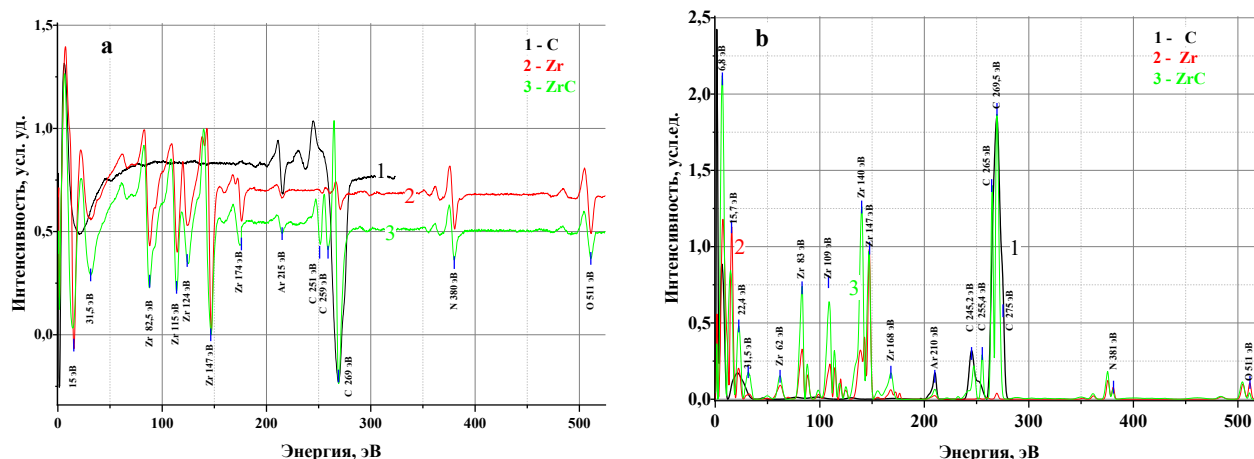 a
1 - C
2 - Zr
3 - ZrC
Интенсивность, усл. уд.
1,5
1,0
0,5
0,0
1
2
3
15 эВ
31,5 эВ
Zr 82,5 эВ
Zr 115 эВ
Zr 124 эВ
Zr 147 эВ
Zr 174 эВ
Ar 215 эВ
C 251 эВ
C 259 эВ
C 269 эВ
N 380 эВ
O 511 эВ
0
100
200
300
400
500
Энергия, эВ
b
1 - C
2 - Zr
3 - ZrC
Интенсивность, усл.ед.
2,5
2,0
1,5
1,0
0,5
0,0
6,8 эВ
15,7 эВ
2
22,4 эВ
31,5 эВ
Zr 62 эВ
Zr 83 эВ
Zr 109 эВ
3
Zr 140 эВ
Zr 147 эВ
Zr 168 эВ
Ar 210 эВ
C 245,2 эВ
C 255,4 эВ
C 265 эВ
C 269,5 эВ
1
C 275 эВ
N 381 эВ
O 511 эВ
0
100
200
300
400
500
Энергия, эВ